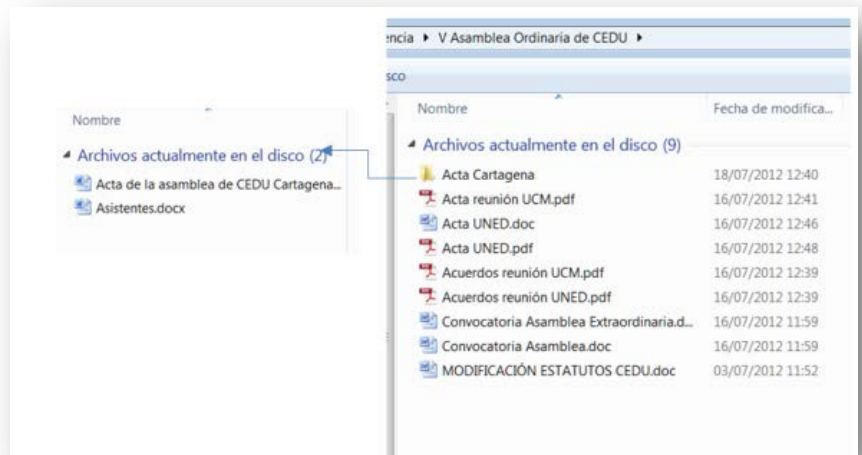 encia ▸ V Asamblea Ordinaria de CEDU ▸
sco
Nombre
Archivos actualmente en el disco (2)
Acta de la asamblea de CEDU Cartagena...
Asistentes.docx
Nombre Fecha de modifica...
Archivos actualmente en el disco (9)
Acta Cartagena 18/07/2012 12:40
Acta reunión UCM.pdf 16/07/2012 12:41
Acta UNED.doc 16/07/2012 12:46
Acta UNED.pdf 16/07/2012 12:48
Acuerdos reunión UCM.pdf 16/07/2012 12:39
Acuerdos reunión UNED.pdf 16/07/2012 12:39
Convocatoria Asamblea Extraordinaria.d... 16/07/2012 11:59
Convocatoria Asamblea.doc 16/07/2012 11:59
MODIFICACIÓN ESTATUTOS CEDU.doc 03/07/2012 11:52